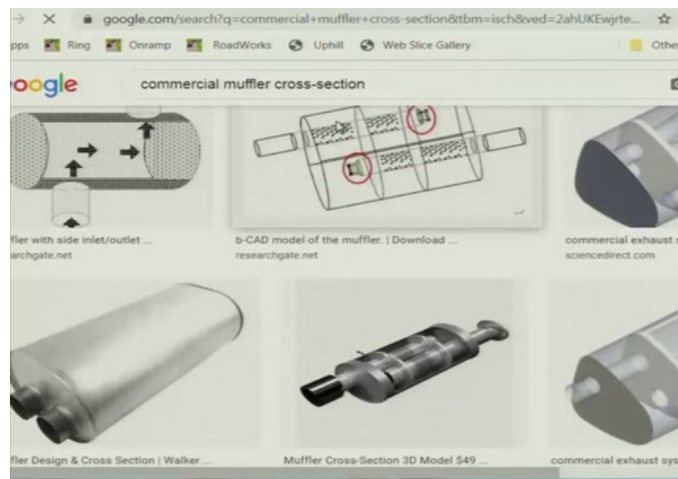 google.com/search?q=commercial+muffler+cross-section&tbm=isch&ved=2ahUKEwjrte...
pps Ring Onramp RoadWorks Uphill Web Slice Gallery Othe
oogle commercial muffler cross-section
fler with side inlet/outlet ... b-CAD model of the muffler. | Download ... commercial exhaust s
archgate.net researchgate.net sciencedirect.com
fler Design & Cross Section | Walker ... Muffler Cross-Section 3D Model $49 ... commercial exhaust sys